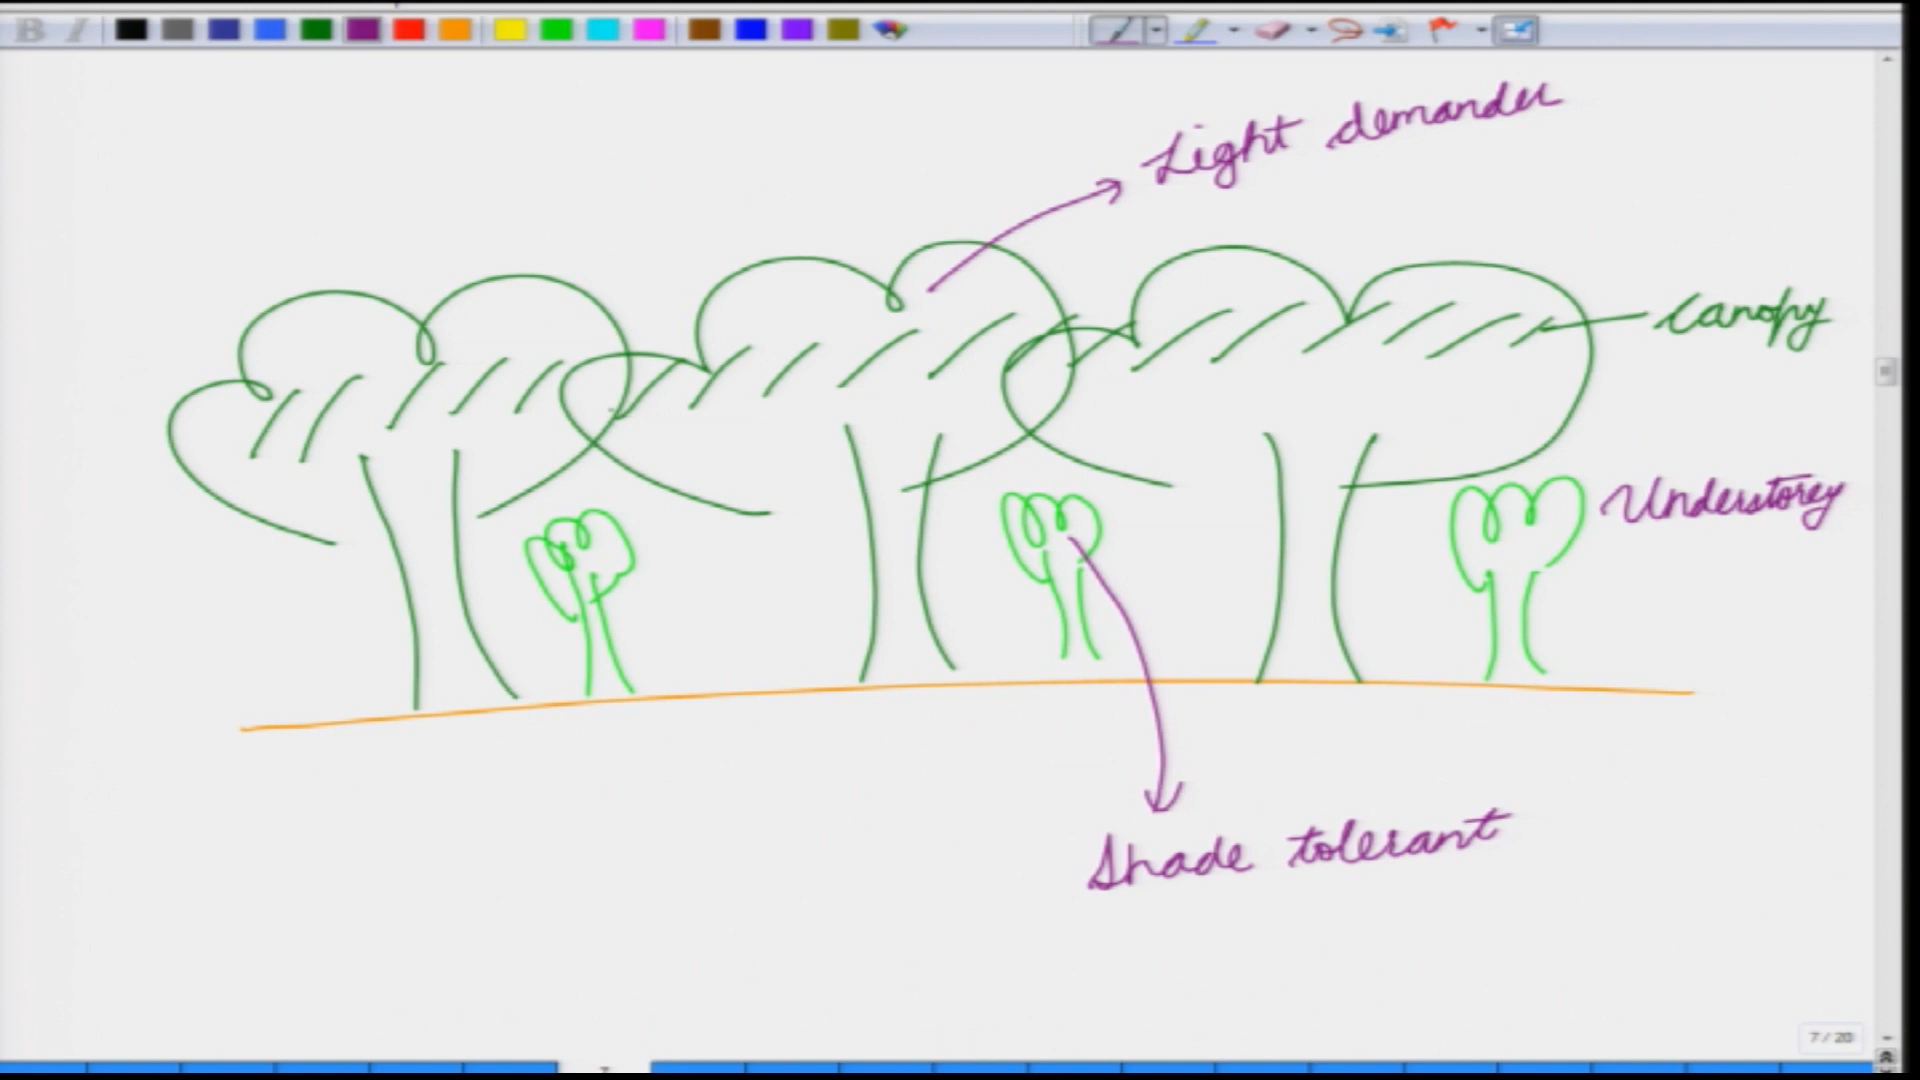 B I
Light demander
Canopy
Understorey
Shade tolerant
7 / 20